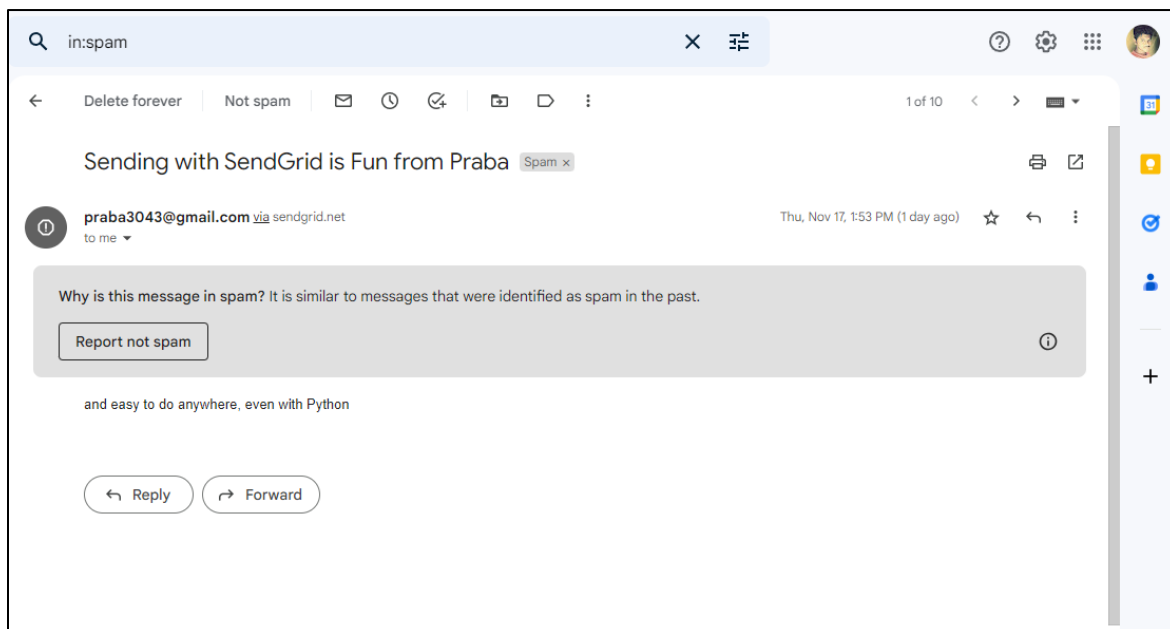 in:spam
Delete forever Not spam 1 of 10
31
Sending with SendGrid is Fun from Praba Spam ×
praba3043@gmail.com via sendgrid.net Thu, Nov 17, 1:53 PM (1 day ago)
to me
Why is this message in spam? It is similar to messages that were identified as spam in the past.
Report not spam
and easy to do anywhere, even with Python
Reply Forward